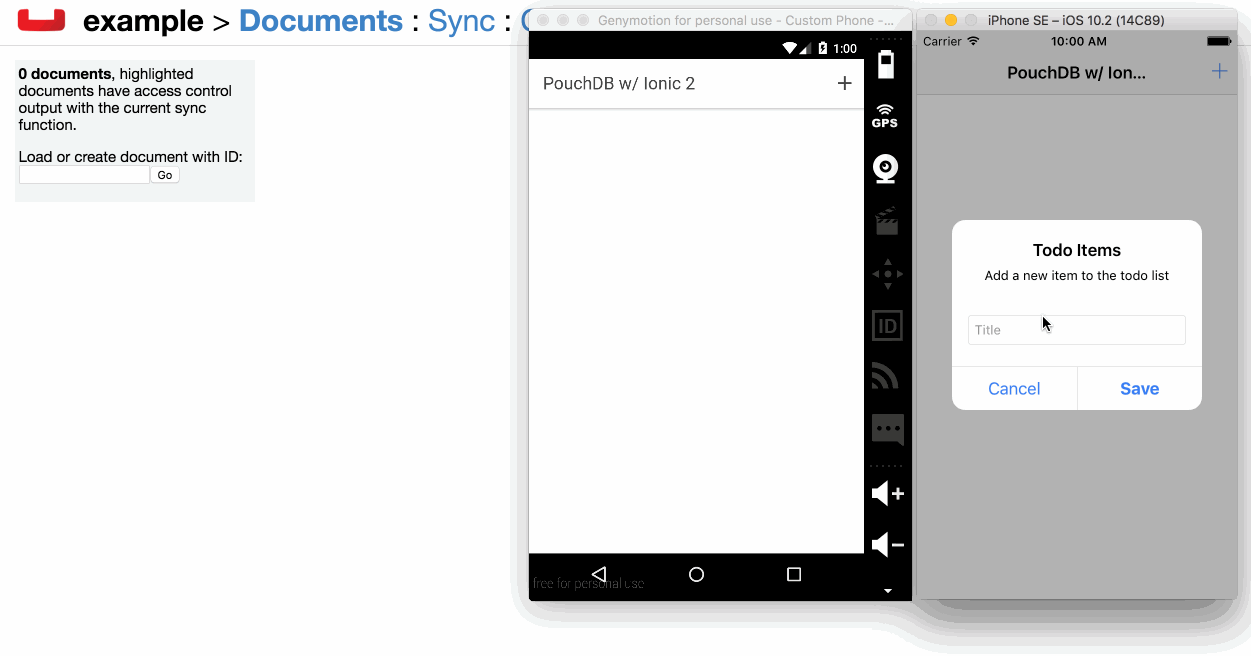 example > Documents : Sync :
0 documents, highlighted
documents have access control
output with the current sync
function.
Load or create document with ID:
Go
Genymotion for personal use - Custom Phone -...
1:00
PouchDB w/ Ionic 2
+
GPS
ID
free for personal use
iPhone SE – iOS 10.2 (14C89)
Carrier 10:00 AM
PouchDB w/ Ion... +
Todo Items
Add a new item to the todo list
Title
Cancel Save